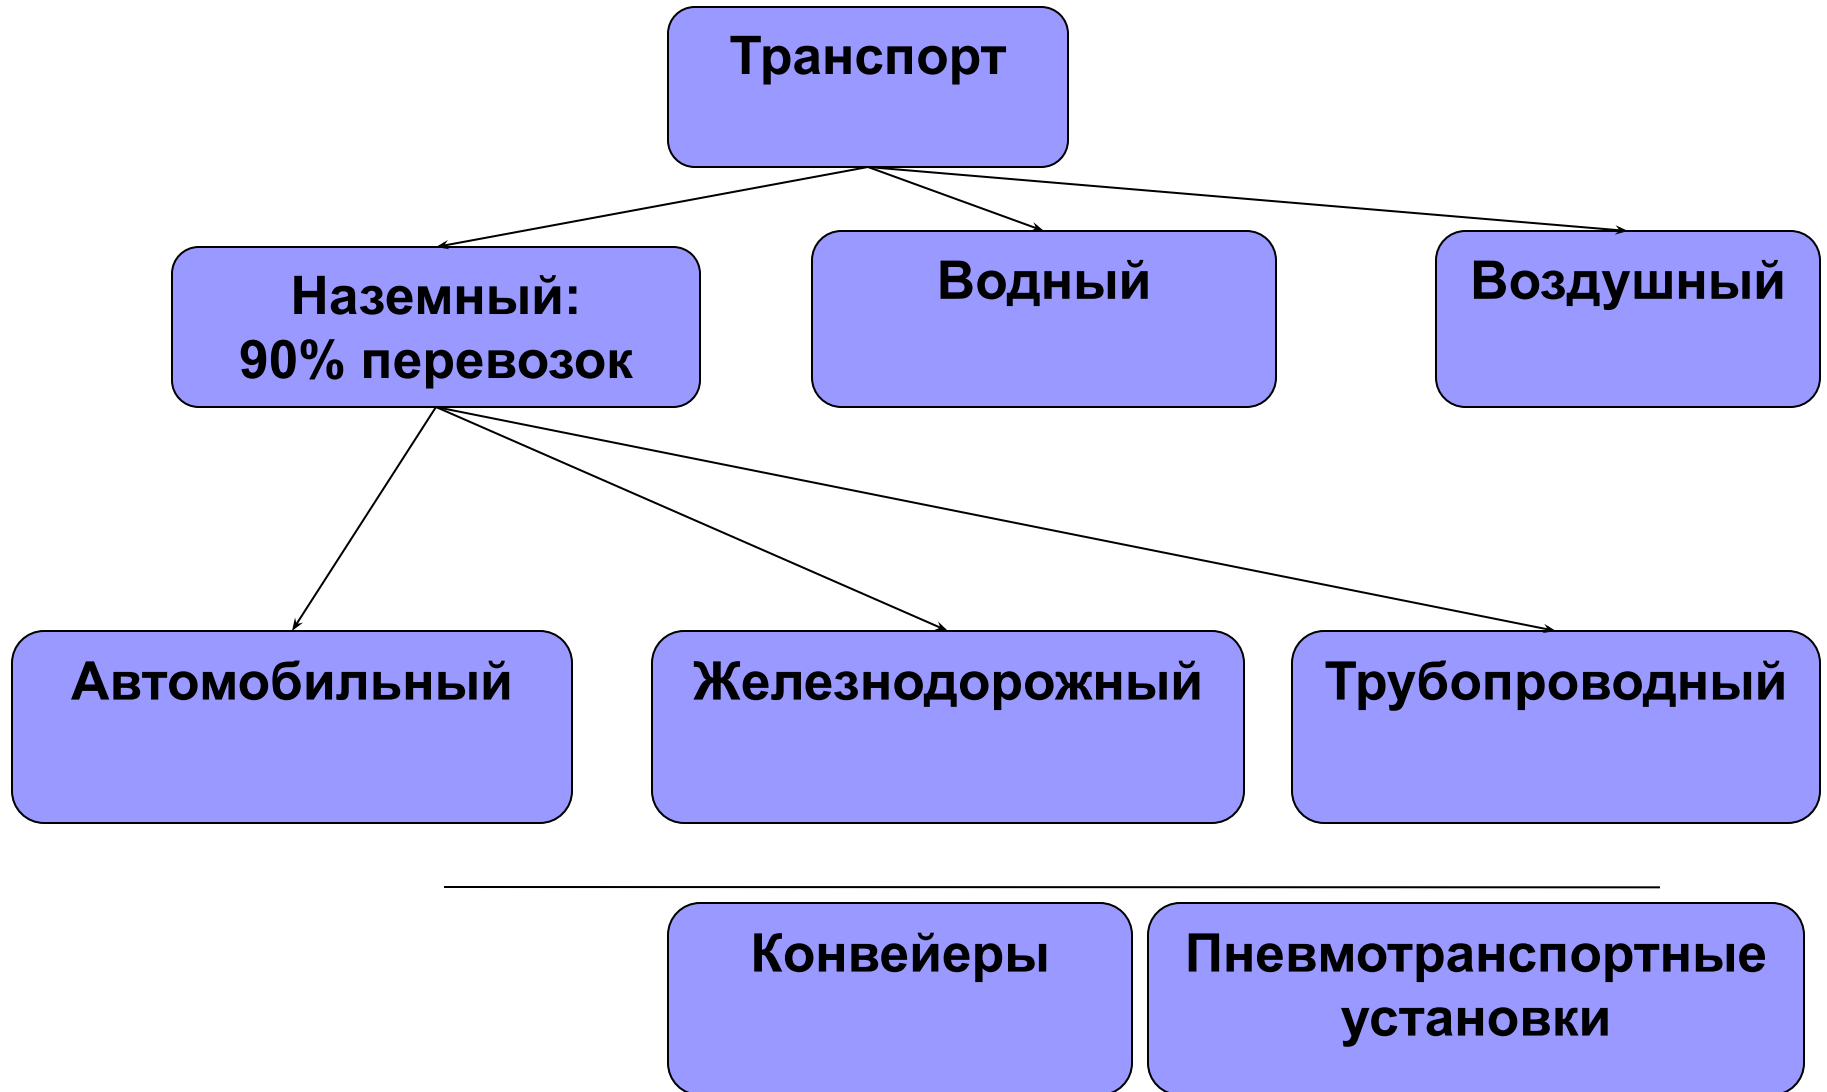 Транспорт
Наземный:
90% перевозок
Водный
Воздушный
Автомобильный
Железнодорожный
Трубопроводный
Конвейеры
Пневмотранспортные
установки